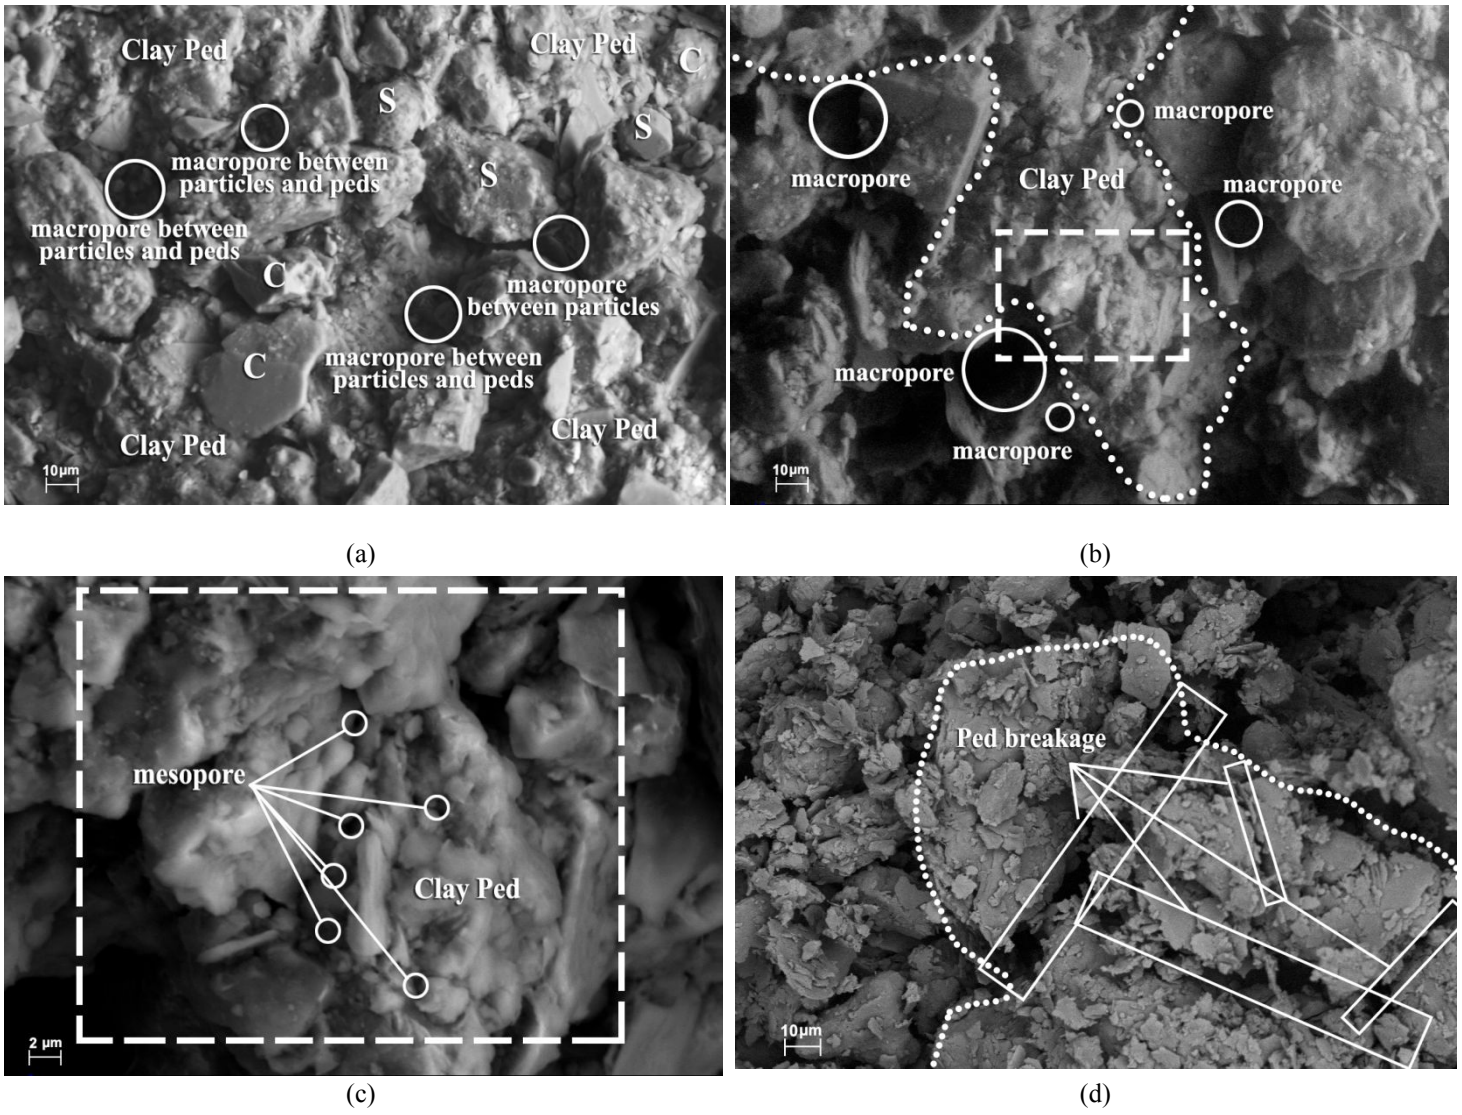 Clay Ped
Clay Ped
C
S
S
macropore between
particles and peds
S
macropore between
particles and peds
C
macropore
between particles
macropore between
particles and peds
C
Clay Ped
Clay Ped
10μm
(a)
macropore
macropore
Clay Ped
macropore
macropore
macropore
10μm
(b)
mesopore
Clay Ped
2 μm
(c)
Ped breakage
10μm
(d)